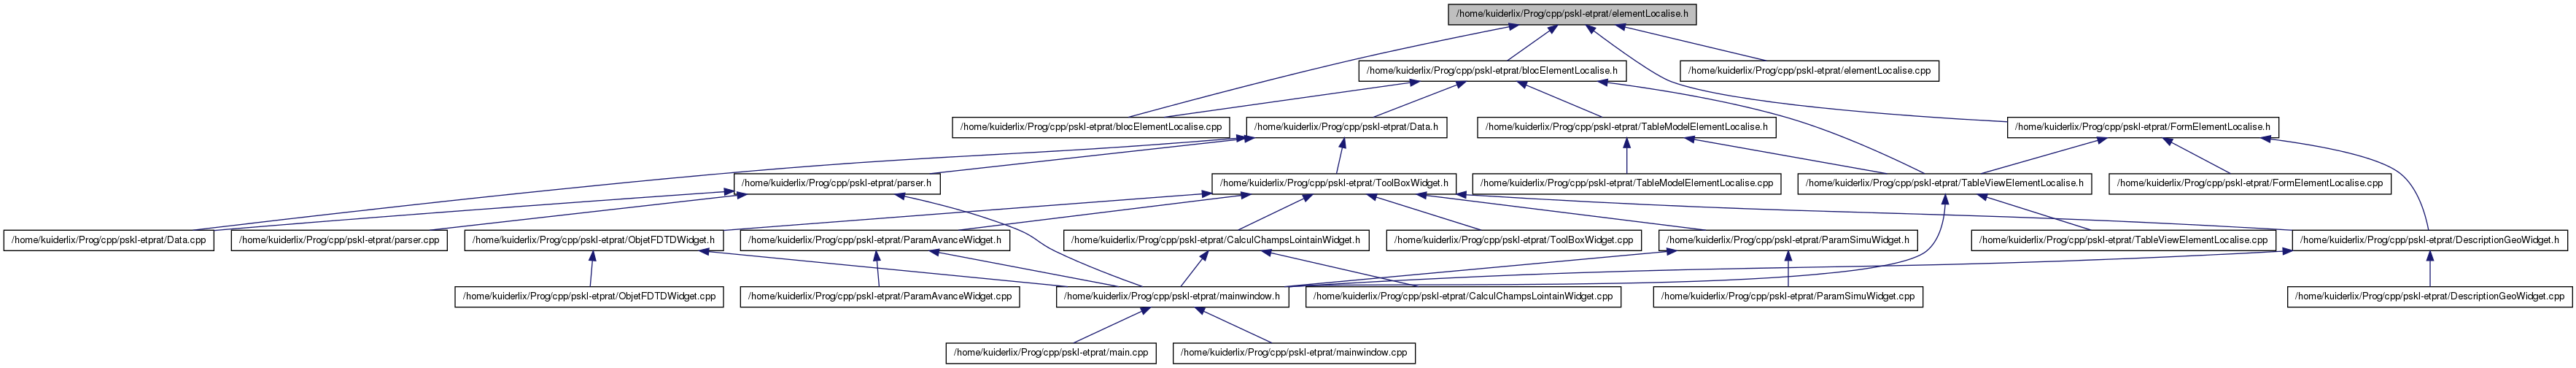 /home/kuiderlix/Prog/cpp/pskl-etprat/elementLocalise.h
/home/kuiderlix/Prog/cpp/pskl-etprat/blocElementLocalise.h
/home/kuiderlix/Prog/cpp/pskl-etprat/elementLocalise.cpp
/home/kuiderlix/Prog/cpp/pskl-etprat/blocElementLocalise.cpp
/home/kuiderlix/Prog/cpp/pskl-etprat/Data.h
/home/kuiderlix/Prog/cpp/pskl-etprat/TableModelElementLocalise.h
/home/kuiderlix/Prog/cpp/pskl-etprat/FormElementLocalise.h
/home/kuiderlix/Prog/cpp/pskl-etprat/parser.h
/home/kuiderlix/Prog/cpp/pskl-etprat/ToolBoxWidget.h
/home/kuiderlix/Prog/cpp/pskl-etprat/TableModelElementLocalise.cpp
/home/kuiderlix/Prog/cpp/pskl-etprat/TableViewElementLocalise.h
/home/kuiderlix/Prog/cpp/pskl-etprat/FormElementLocalise.cpp
/home/kuiderlix/Prog/cpp/pskl-etprat/Data.cpp
/home/kuiderlix/Prog/cpp/pskl-etprat/parser.cpp
/home/kuiderlix/Prog/cpp/pskl-etprat/ObjetFDTDWidget.h
/home/kuiderlix/Prog/cpp/pskl-etprat/ParamAvanceWidget.h
/home/kuiderlix/Prog/cpp/pskl-etprat/CalculChampsLointainWidget.h
/home/kuiderlix/Prog/cpp/pskl-etprat/ToolBoxWidget.cpp
/home/kuiderlix/Prog/cpp/pskl-etprat/ParamSimuWidget.h
/home/kuiderlix/Prog/cpp/pskl-etprat/TableViewElementLocalise.cpp
/home/kuiderlix/Prog/cpp/pskl-etprat/DescriptionGeoWidget.h
/home/kuiderlix/Prog/cpp/pskl-etprat/ObjetFDTDWidget.cpp
/home/kuiderlix/Prog/cpp/pskl-etprat/ParamAvanceWidget.cpp
/home/kuiderlix/Prog/cpp/pskl-etprat/mainwindow.h
/home/kuiderlix/Prog/cpp/pskl-etprat/CalculChampsLointainWidget.cpp
/home/kuiderlix/Prog/cpp/pskl-etprat/ParamSimuWidget.cpp
/home/kuiderlix/Prog/cpp/pskl-etprat/DescriptionGeoWidget.cpp
/home/kuiderlix/Prog/cpp/pskl-etprat/main.cpp
/home/kuiderlix/Prog/cpp/pskl-etprat/mainwindow.cpp